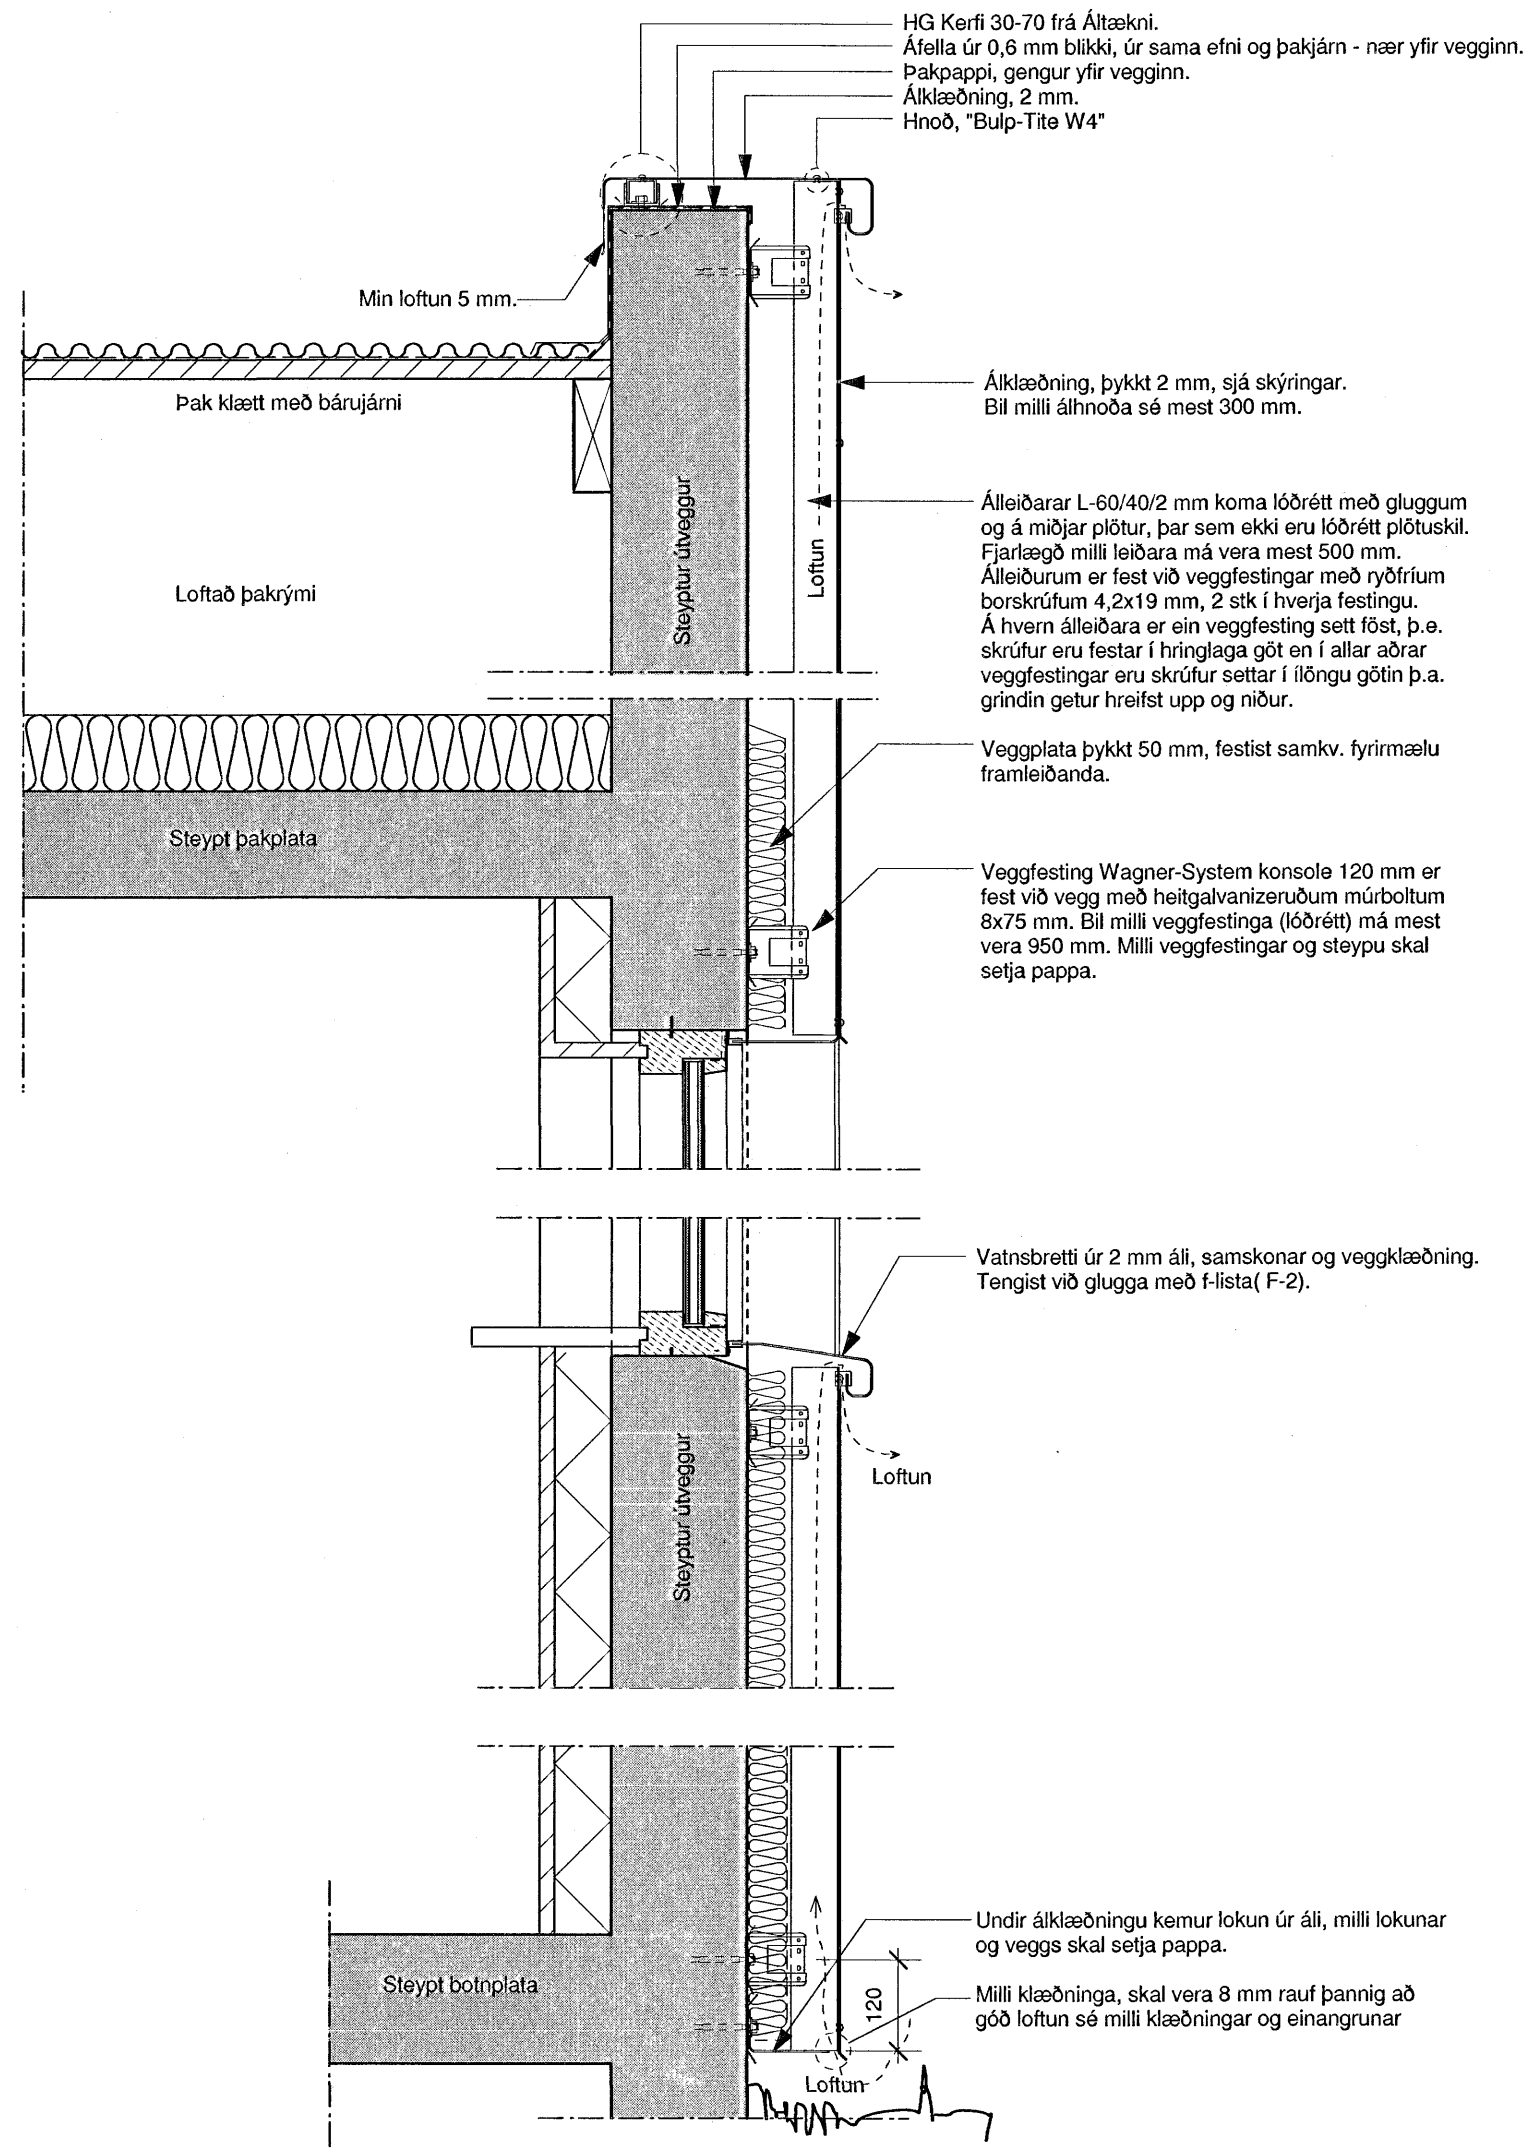 HG Kerfi 30-70 frá Áltækni.
Áfella úr 0,6 mm blikki, úr sama efni og þakjárn - nær yfir vegginn.
Þakpappi, gengur yfir vegginn.
Álklæðning, 2 mm.
Hnoð, "Bulp-Tite W4"
Min loftun 5 mm.
Þak klætt með bárujárni
Álklæðning, þykkt 2 mm, sjá skýringar.
Bil milli álhnoða sé mest 300 mm.
Steyptur útveggur
Loftun
Álleiðarar L-60/40/2 mm koma lóðrétt með gluggum
og á miðjar plötur, þar sem ekki eru lóðrétt plötuskil.
Fjarlægð milli leiðara má vera mest 500 mm.
Álleiðurum er fest við veggfestingar með ryðfríum
borskrúfum 4,2x19 mm, 2 stk í hverja festingu.
Á hvern álleiðara er ein veggfesting sett föst, þ.e.
skrúfur eru festar í hringlaga göt en í allar aðrar
veggfestingar eru skrúfur settar í ílöngu götin þ.a.
grindin getur hreifst upp og niður.
Loftað þakrými
Veggplata þykkt 50 mm, festist samkv. fyrirmælu
framleiðanda.
Steypt þakplata
Veggfesting Wagner-System konsole 120 mm er
fest við vegg með heitgalvanizeruðum múrboltum
8x75 mm. Bil milli veggfestinga (lóðrétt) má mest
vera 950 mm. Milli veggfestingar og steypu skal
setja pappa.
Vatnsbretti úr 2 mm áli, samskonar og veggklæðning.
Tengist við glugga með f-lista( F-2).
Loftun
Steyptur útveggur
Undir álklæðningu kemur lokun úr áli, milli lokunar
og veggs skal setja pappa.
Steypt botnplata
120
Milli klæðninga, skal vera 8 mm rauf þannig að
góð loftun sé milli klæðningar og einangrunar
Loftun